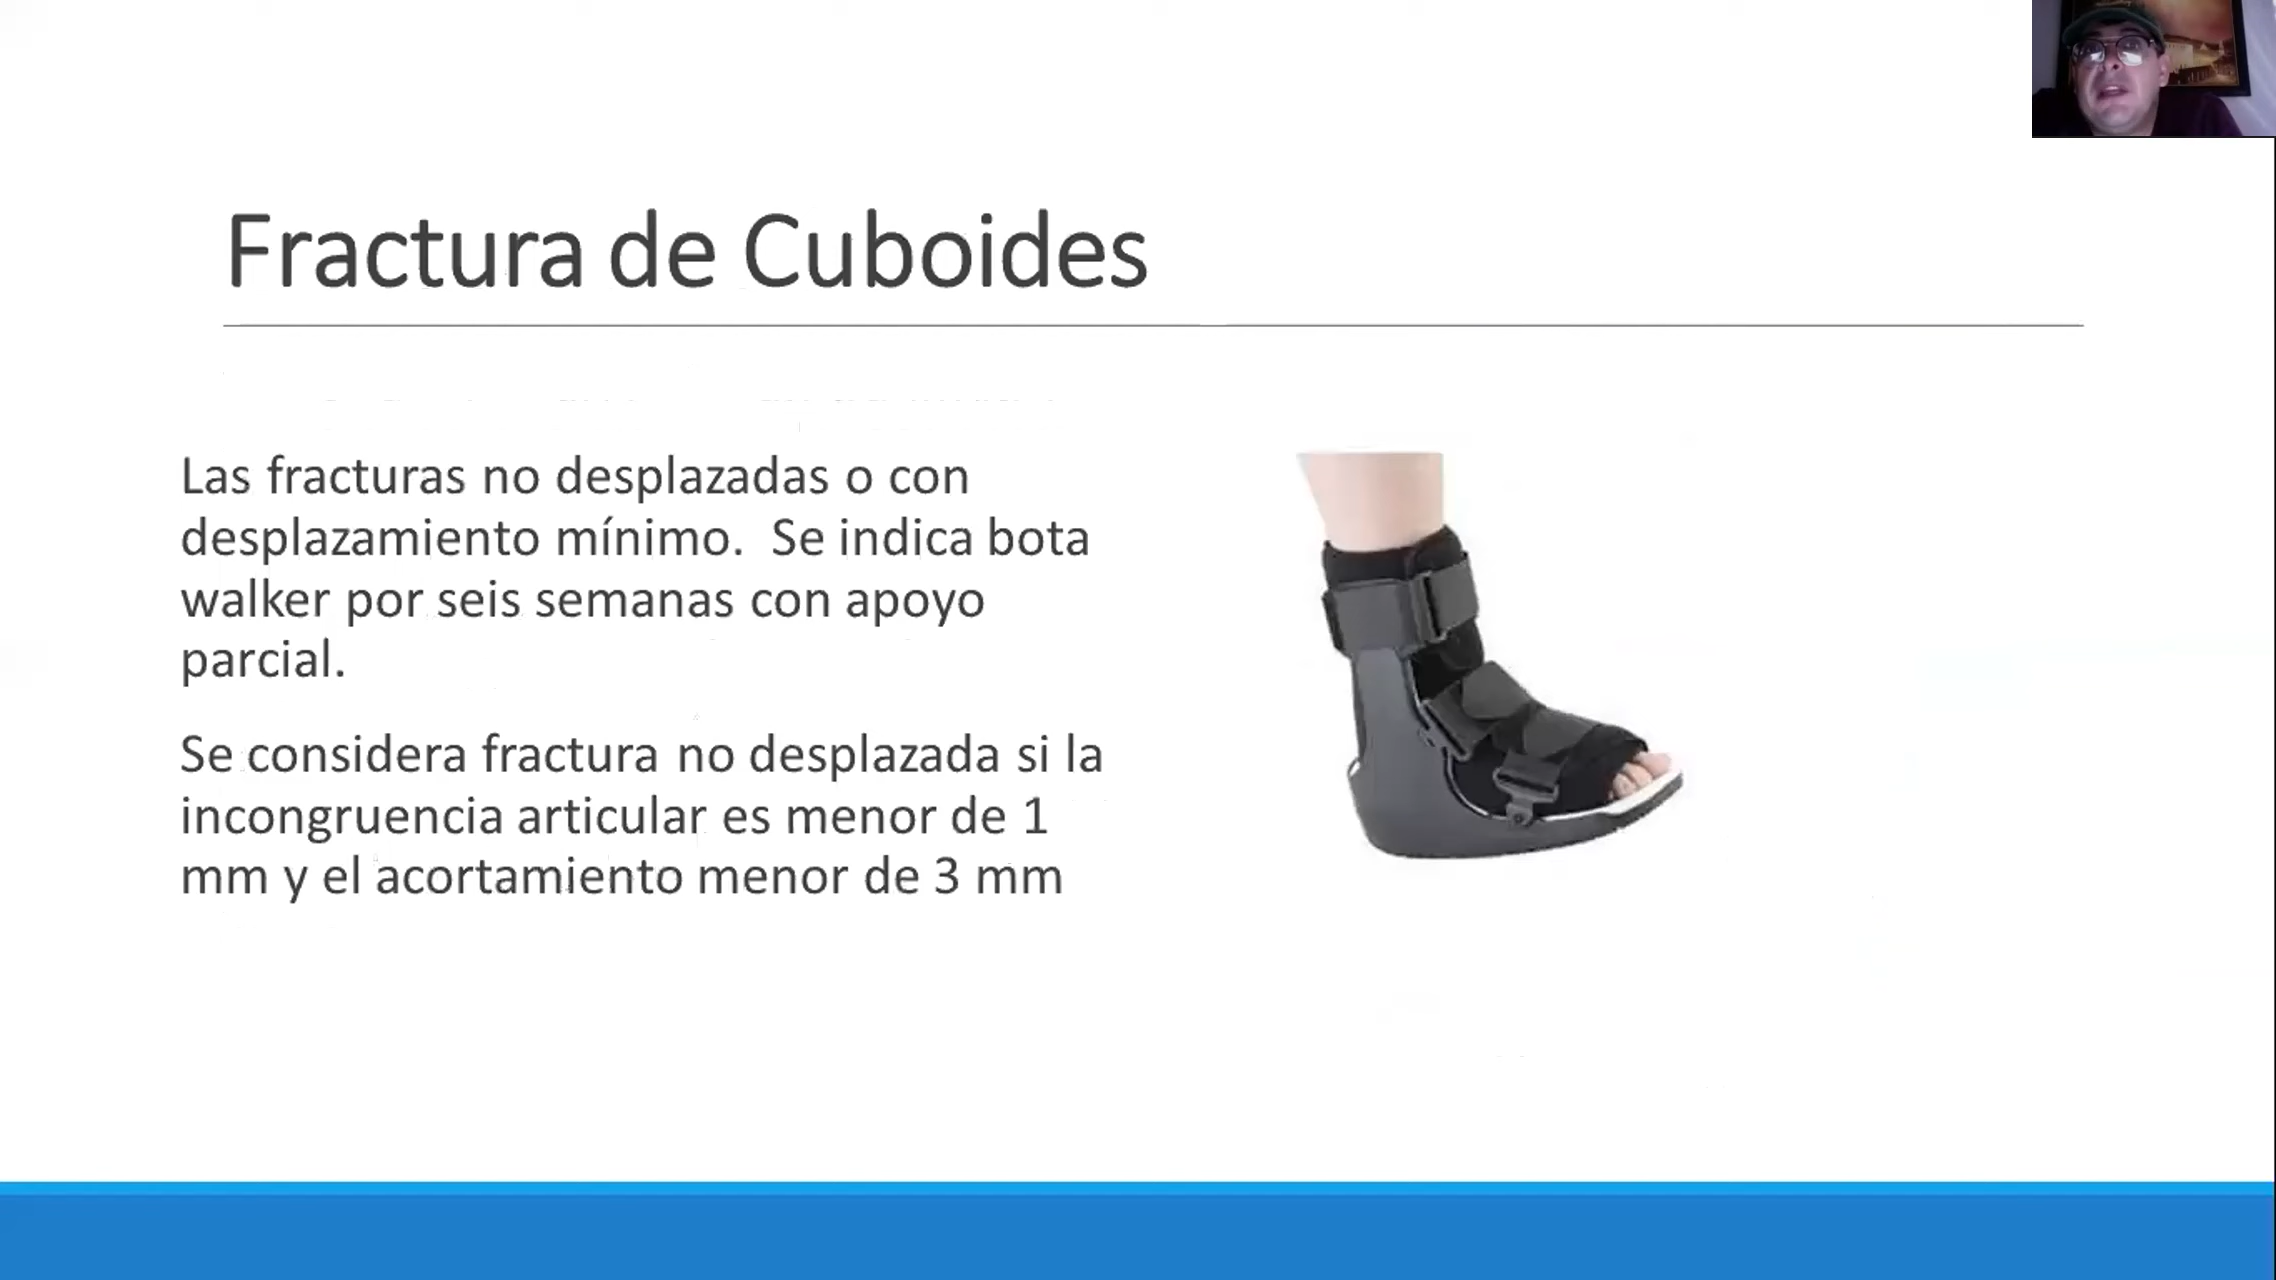 Fractura de Cuboides
Las fracturas no desplazadas o con
desplazamiento mínimo. Se indica bota
walker por seis semanas con apoyo
parcial.
Se considera fractura no desplazada si la
incongruencia articular es menor de 1
mm y el acortamiento menor de 3 mm